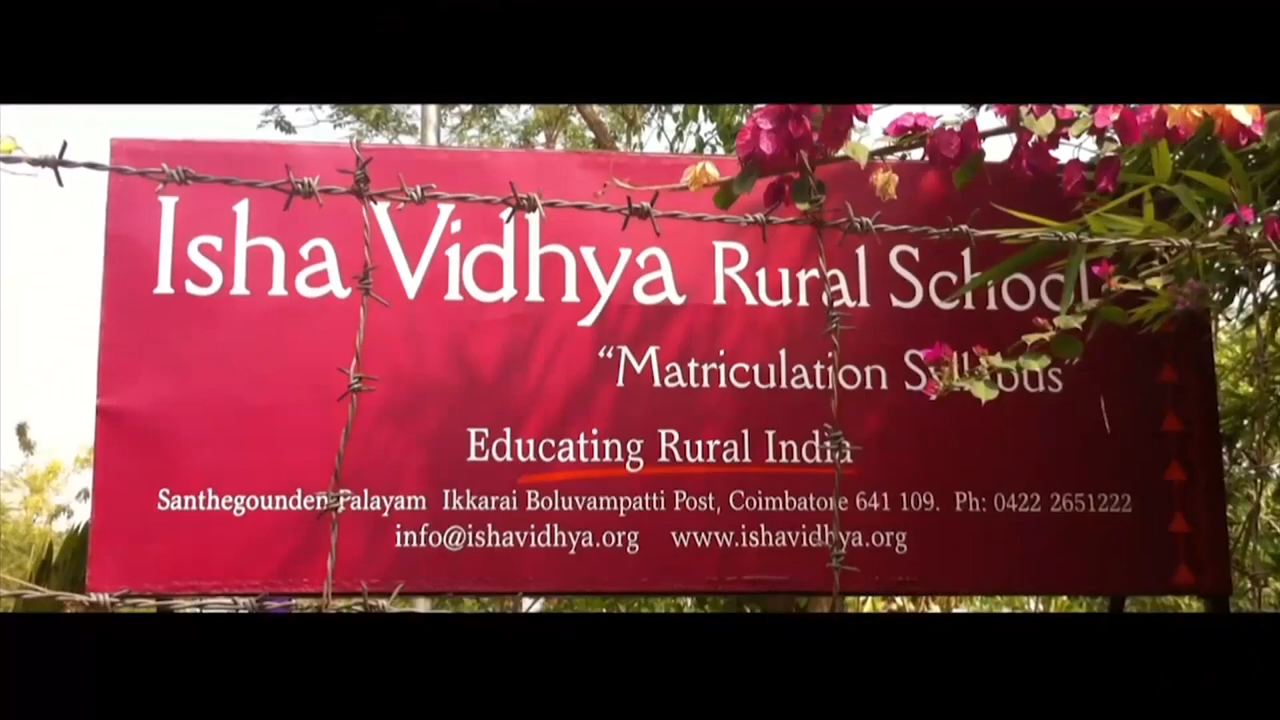 Isha Vidhya Rural School
“Matriculation Syllabus
Educating Rural India
Santhegounden Palayam Ikkarai Boluvampatti Post, Coimbatore 641 109. Ph: 0422 2651222
info@ishavidhya.org www.ishavidhya.org